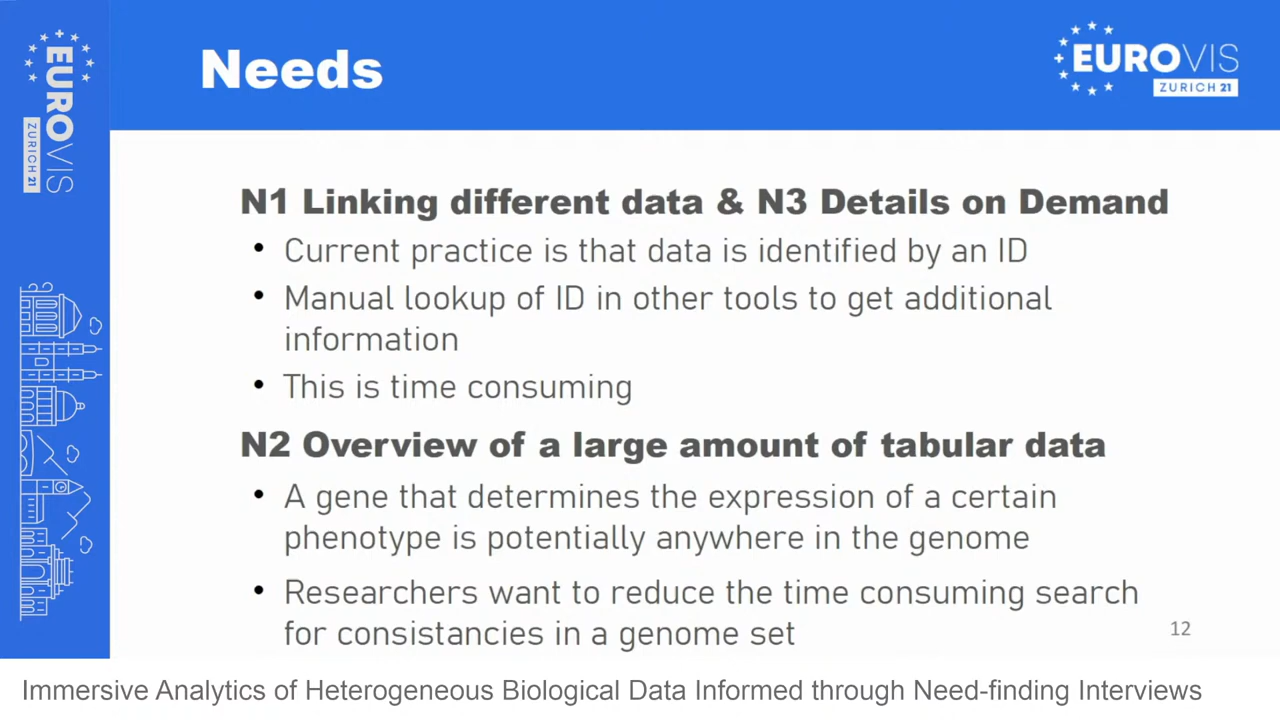 Needs
EUROVIS
ZURICH 21
EUROVIS
ZURICH 21
N1 Linking different data & N3 Details on Demand
• Current practice is that data is identified by an ID
• Manual lookup of ID in other tools to get additional
information
• This is time consuming
N2 Overview of a large amount of tabular data
• A gene that determines the expression of a certain
phenotype is potentially anywhere in the genome
• Researchers want to reduce the time consuming search
for consistancies in a genome set
12
Immersive Analytics of Heterogeneous Biological Data Informed through Need-finding Interviews